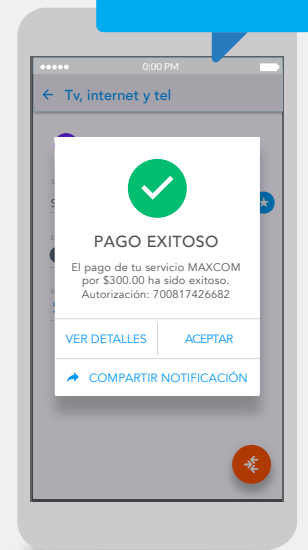 0:00 PM
← Tv, internet y tel
PAGO EXITOSO
El pago de tu servicio MAXCOM
por $300.00 ha sido exitoso.
Autorización: 700817426682
VER DETALLES
ACEPTAR
COMPARTIR NOTIFICACIÓN